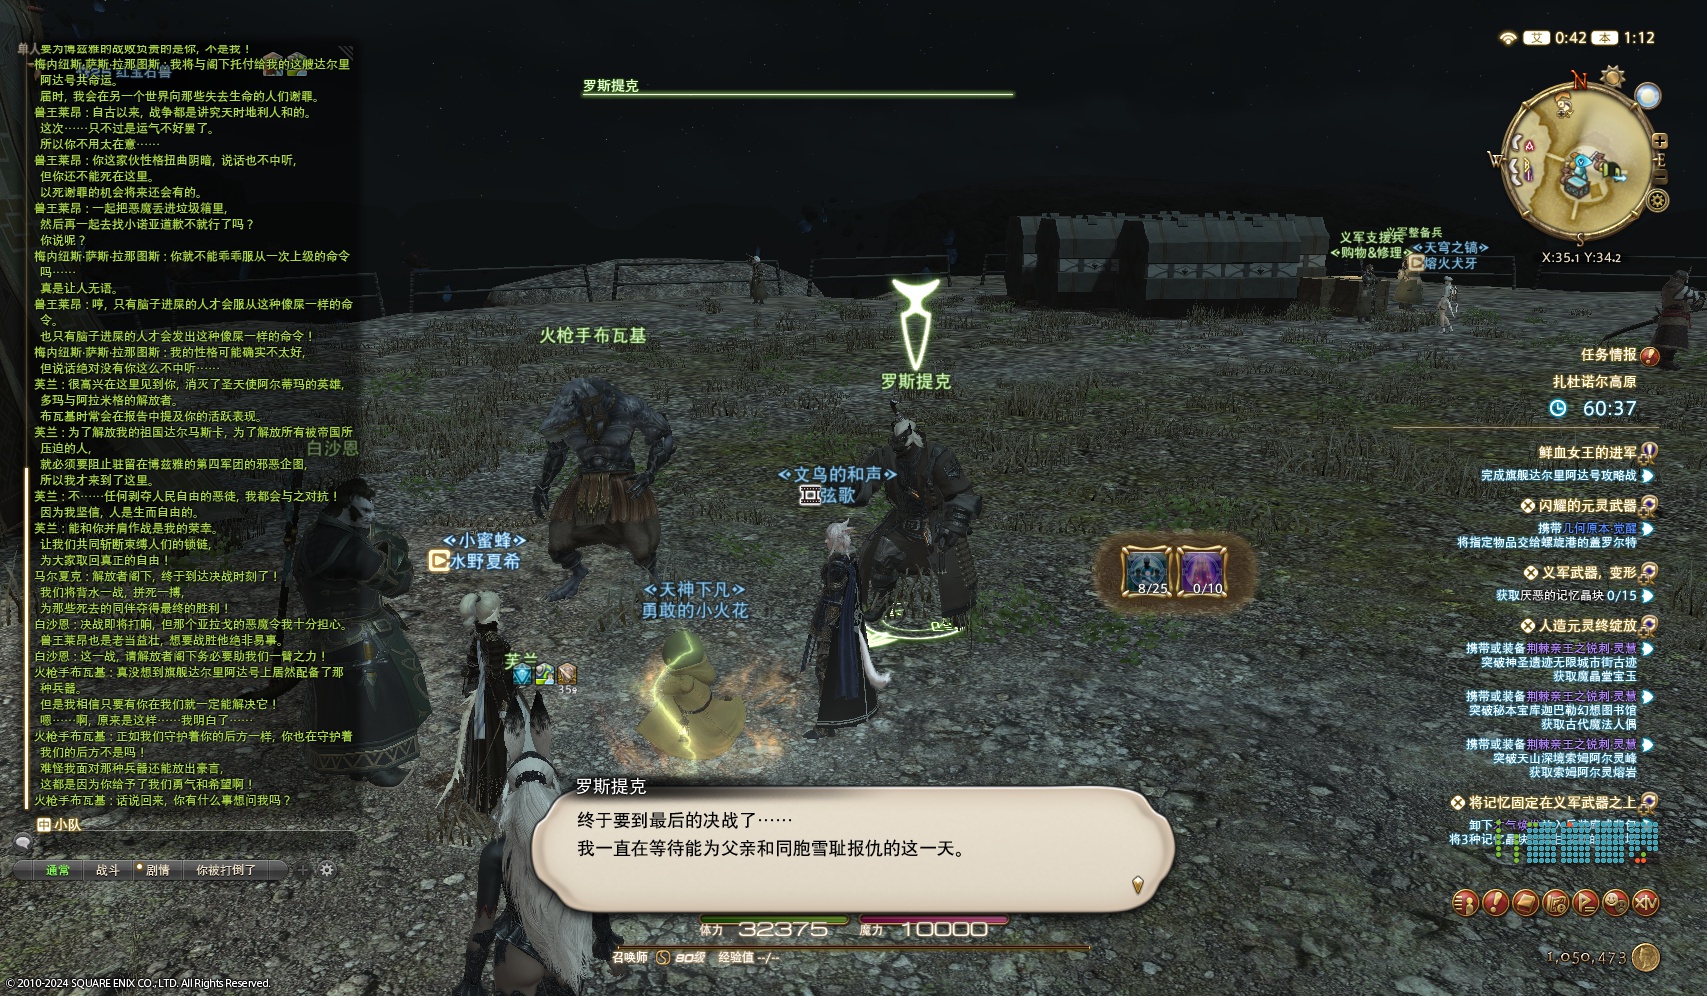 要为博兹雅的战败负责的是你, 不是我！
梅内纽斯·萨斯·拉那图斯：我将与阁下托付给我的这艘达尔里
阿达号共命运。
届时, 我会在另一个世界向那些失去生命的人们谢罪。
兽王莱昂：自古以来, 战争都是讲究天时地利人和的。
这次……只不过是运气不好罢了。
所以你不用太在意……
兽王莱昂：你这家伙性格扭曲阴暗, 说话也不中听,
但你还不能死在这里。
以死谢罪的机会将来还会有的。
兽王莱昂：一起把恶魔丢进垃圾箱里,
然后再一起去找小诺亚道歉不就行了吗？
你说呢？
梅内纽斯·萨斯·拉那图斯：你就不能乖乖服从一次上级的命令
吗……
真是让人无语。
兽王莱昂：哼, 只有脑子进屎的人才会服从这种像屎一样的命
令。
也只有脑子进屎的人才会发出这种像屎一样的命令！
梅内纽斯·萨斯·拉那图斯：我的性格可能确实不太好,
但说话绝对没有你这么不中听……
芙兰：很高兴在这里见到你, 消灭了圣天使阿尔蒂玛的英雄,
多玛与阿拉米格的解放者。
布瓦基时常会在报告中提及你的活跃表现。
芙兰：为了解放我的祖国达尔马斯卡, 为了解放所有被帝国所
压迫的人,
就必须要阻止驻留在博兹雅的第四军团的邪恶企图,
所以我才来到了这里。
芙兰：不……任何剥夺人民自由的恶徒, 我都会与之对抗！
因为我坚信, 人是生而自由的。
芙兰：能和你并肩作战是我的荣幸。
让我们共同斩断束缚人们的锁链,
为大家取回真正的自由！
马尔夏克：解放者阁下, 终于到达决战时刻了！
我们将背水一战, 拼死一搏,
为那些死去的同伴夺得最终的胜利！
白沙恩：决战即将打响, 但那个亚拉戈的恶魔令我十分担心。
兽王莱昂也是老当益壮, 想要战胜他绝非易事。
白沙恩：这一战, 请解放者阁下务必要助我们一臂之力！
火枪手布瓦基：真没想到旗舰达尔里阿达号上居然配备了那
种兵器。
但是我相信只要有你在我们就一定能解决它！
嗯……啊, 原来是这样……我明白了……
火枪手布瓦基：正如我们守护着你的后方一样, 你也在守护着
我们的后方不是吗！
难怪我面对那种兵器还能放出豪言,
这都是因为你给予了我们勇气和希望啊！
火枪手布瓦基：话说回来, 你有什么事想问我吗？
小队
通常 战斗 剧情 你被打倒了
罗斯提克
火枪手布瓦基
罗斯提克
白沙恩
«文鸟的和声»
弦歌
«小蜜蜂»
水野夏希
«天神下凡»
勇敢的小火花
芙兰
35g
8/25 0/10
义军支援兵
义军整备兵
«购物&修理»
«天穹之镐»
熔火犬牙
艾 0:42 本 1:12
N
W E
S
X:35.1 Y:34.2
任务情报
扎杜诺尔高原
60:37
鲜血女王的进军
完成旗舰达尔里阿达号攻略战
闪耀的元灵武器
携带几何原本·觉醒
将指定物品交给螺旋港的盖罗尔特
义军武器, 变形
获取厌恶的记忆晶块 0/15
人造元灵终绽放
携带或装备荆棘亲王之锐刺·灵慧
突破神圣遗迹无限城市街古迹
获取魔晶堂宝玉
携带或装备荆棘亲王之锐刺·灵慧
突破秘本宝库迦巴勒幻想图书馆
获取古代魔法人偶
携带或装备荆棘亲王之锐刺·灵慧
突破天山深境索姆阿尔灵峰
获取索姆阿尔灵熔岩
将记忆固定在义军武器之上
罗斯提克
终于要到最后的决战了……
我一直在等待能为父亲和同胞雪耻报仇的这一天。
体力 32375 魔力 10000
召唤师 80级 经验值 --/--
1,050,473
© 2010-2024 SQUARE ENIX CO., LTD. All Rights Reserved.